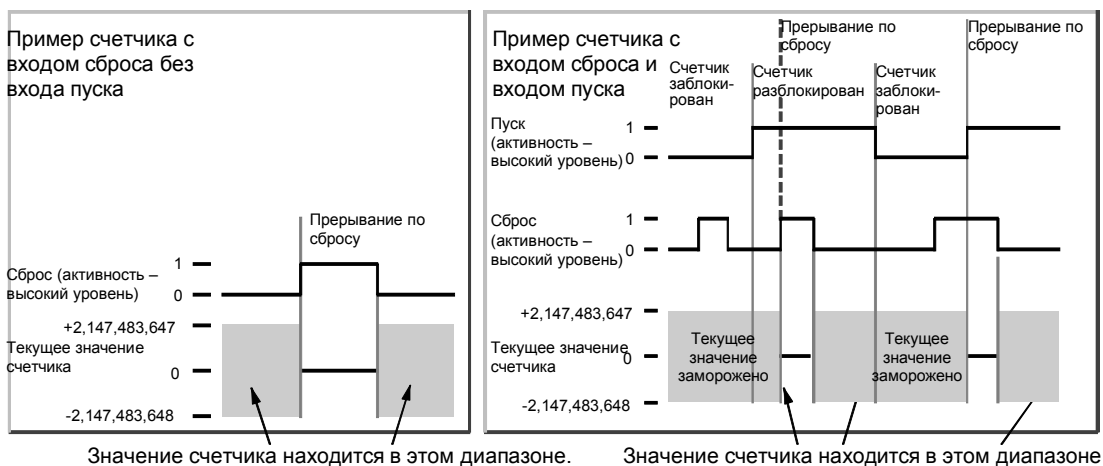 Пример счетчика с
входом сброса без
входа пуска
Прерывание по
сбросу
Сброс (активность –
высокий уровень)
1
0
+2,147,483,647
Текущее значение
счетчика
0
-2,147,483,648
Значение счетчика находится в этом диапазоне.
Пример счетчика с
входом сброса и
входом пуска
Прерывание по
сбросу
Прерывание по
сбросу
Счетчик
заблоки-
рован
Счетчик
разблокирован
Счетчик
заблоки-
рован
Пуск
(активность –
высокий уровень)
1
0
Сброс
(активность –
высокий уровень)
1
0
+2,147,483,647
Текущее значение
счетчика
0
-2,147,483,648
Текущее
значение
заморожено
Текущее
значение
заморожено
Значение счетчика находится в этом диапазоне